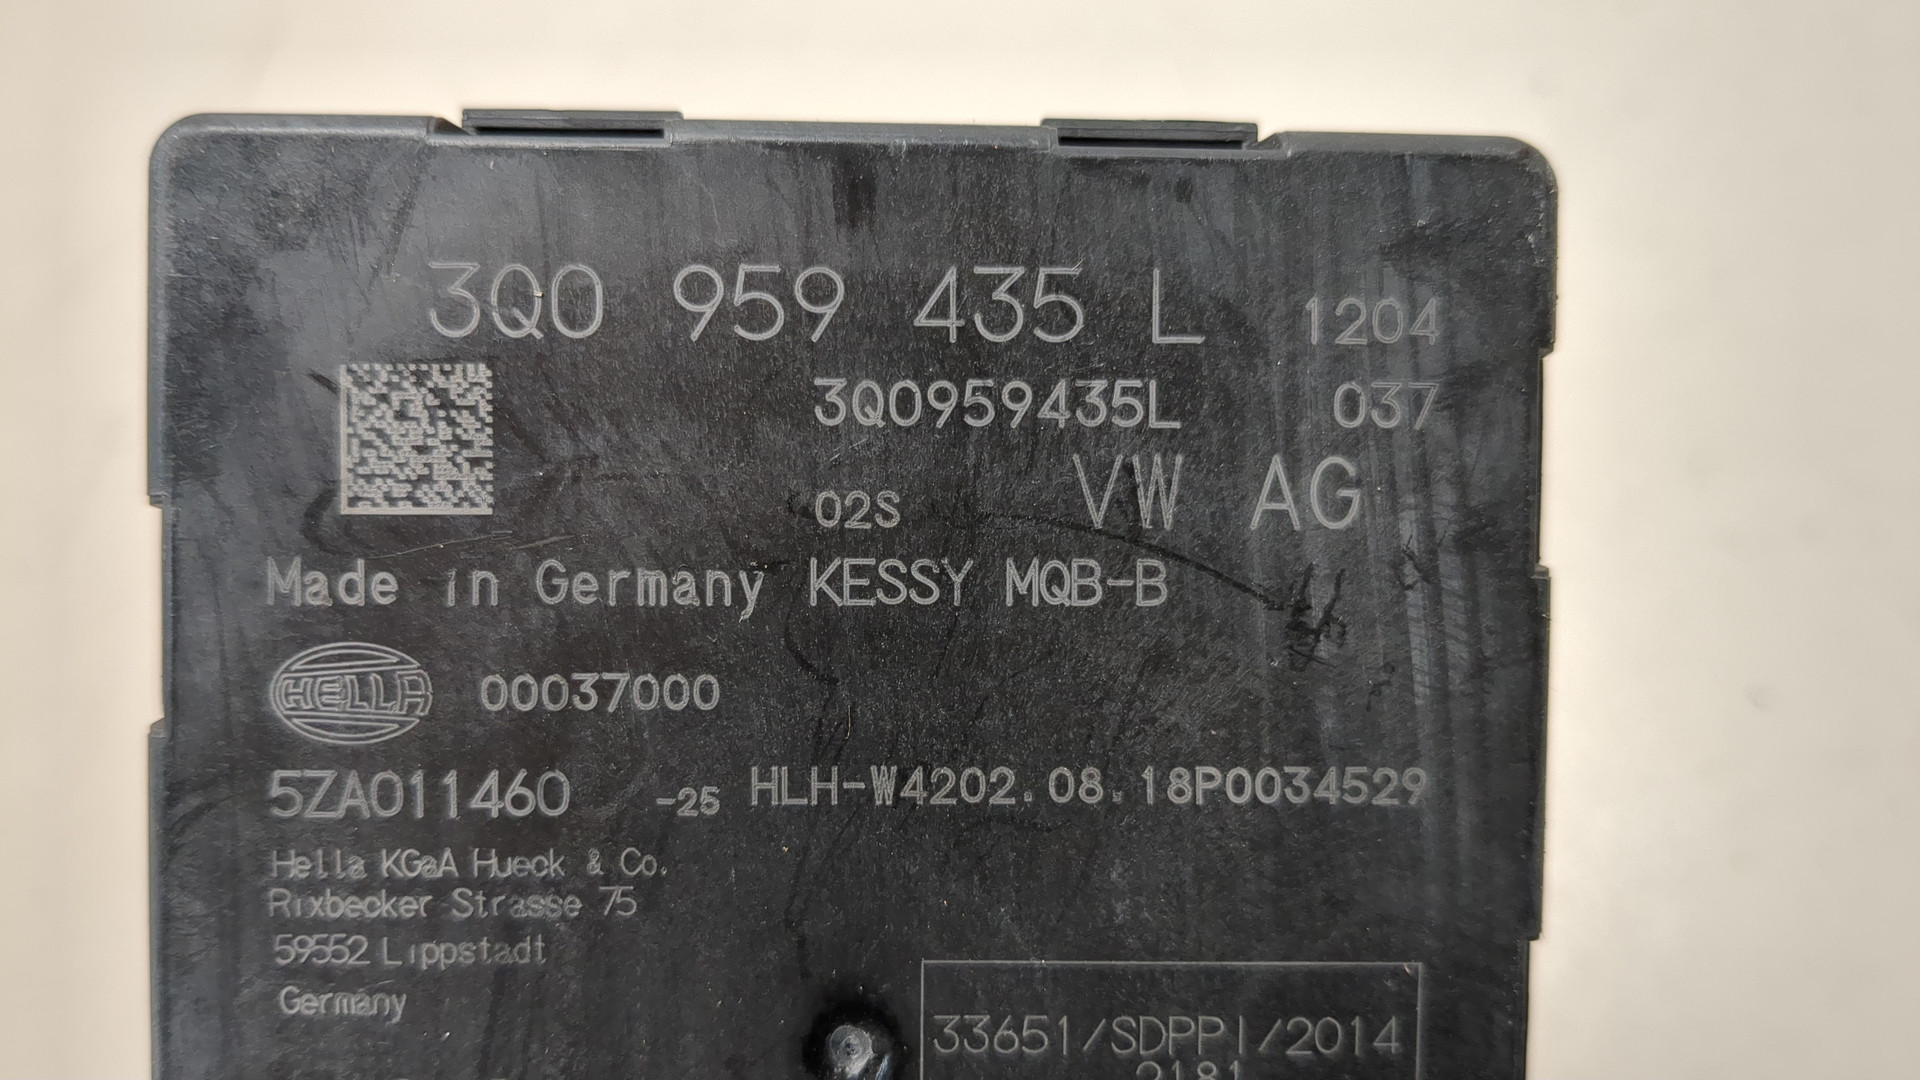 3Q0 959 435 L 1204
3Q0959435L 037
02S VW AG
Made in Germany KESSY MQB-B
HELLA 00037000
5ZA011460 -25 HLH-W4202.08.18P0034529
Hella KGaA Hueck & Co.
Rixbecker Strasse 75
59552 Lippstadt
Germany
33651/SDPPI/2014
2181